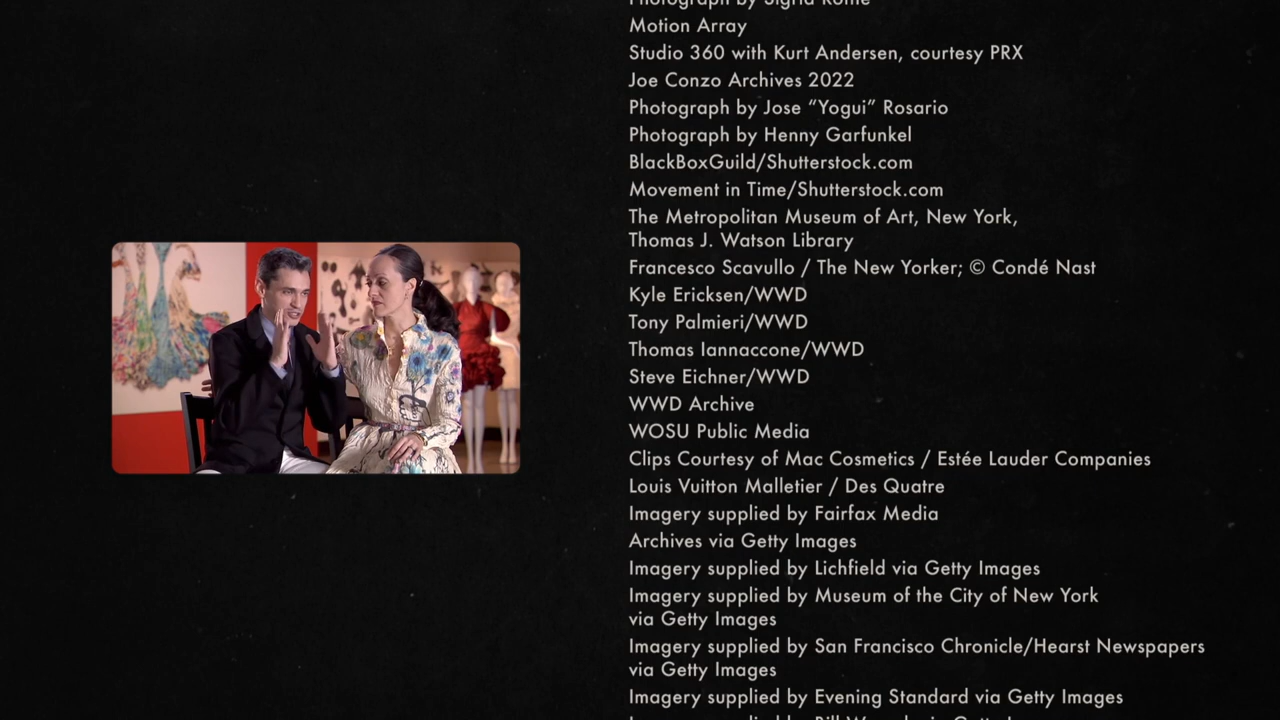 Photograph by Sigrid Rothe
Motion Array
Studio 360 with Kurt Andersen, courtesy PRX
Joe Conzo Archives 2022
Photograph by Jose “Yogui” Rosario
Photograph by Henny Garfunkel
BlackBoxGuild/Shutterstock.com
Movement in Time/Shutterstock.com
The Metropolitan Museum of Art, New York,
Thomas J. Watson Library
Francesco Scavullo / The New Yorker; © Condé Nast
Kyle Ericksen/WWD
Tony Palmieri/WWD
Thomas Iannaccone/WWD
Steve Eichner/WWD
WWD Archive
WOSU Public Media
Clips Courtesy of Mac Cosmetics / Estée Lauder Companies
Louis Vuitton Malletier / Des Quatre
Imagery supplied by Fairfax Media
Archives via Getty Images
Imagery supplied by Lichfield via Getty Images
Imagery supplied by Museum of the City of New York
via Getty Images
Imagery supplied by San Francisco Chronicle/Hearst Newspapers
via Getty Images
Imagery supplied by Evening Standard via Getty Images